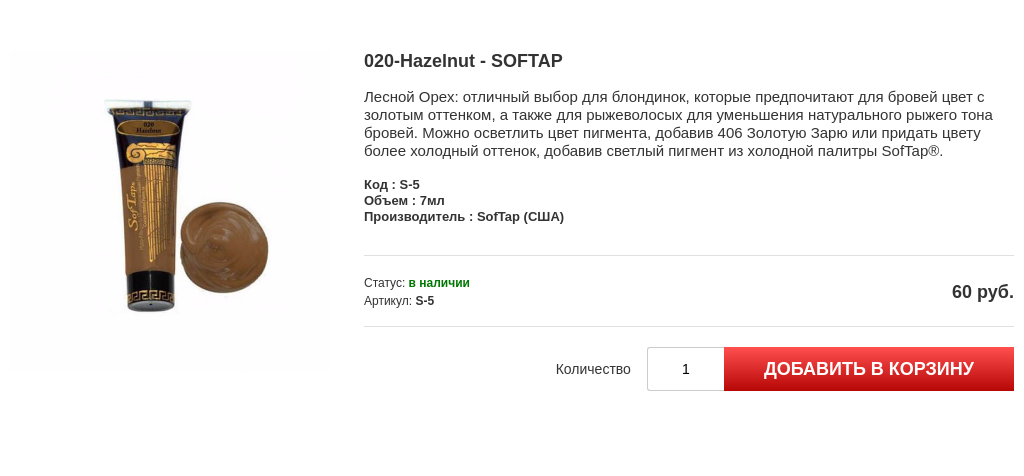 020-Hazelnut - SOFTAP
Лесной Орех: отличный выбор для блондинок, которые предпочитают для бровей цвет с
золотым оттенком, а также для рыжеволосых для уменьшения натурального рыжего тона
бровей. Можно осветлить цвет пигмента, добавив 406 Золотую Зарю или придать цвету
более холодный оттенок, добавив светлый пигмент из холодной палитры SofTap®.
Код : S-5
Объем : 7мл
Производитель : SofTap (США)
Статус: в наличии
Артикул: S-5
60 руб.
Количество
1
ДОБАВИТЬ В КОРЗИНУ
020
Hazelnut
SofTap®